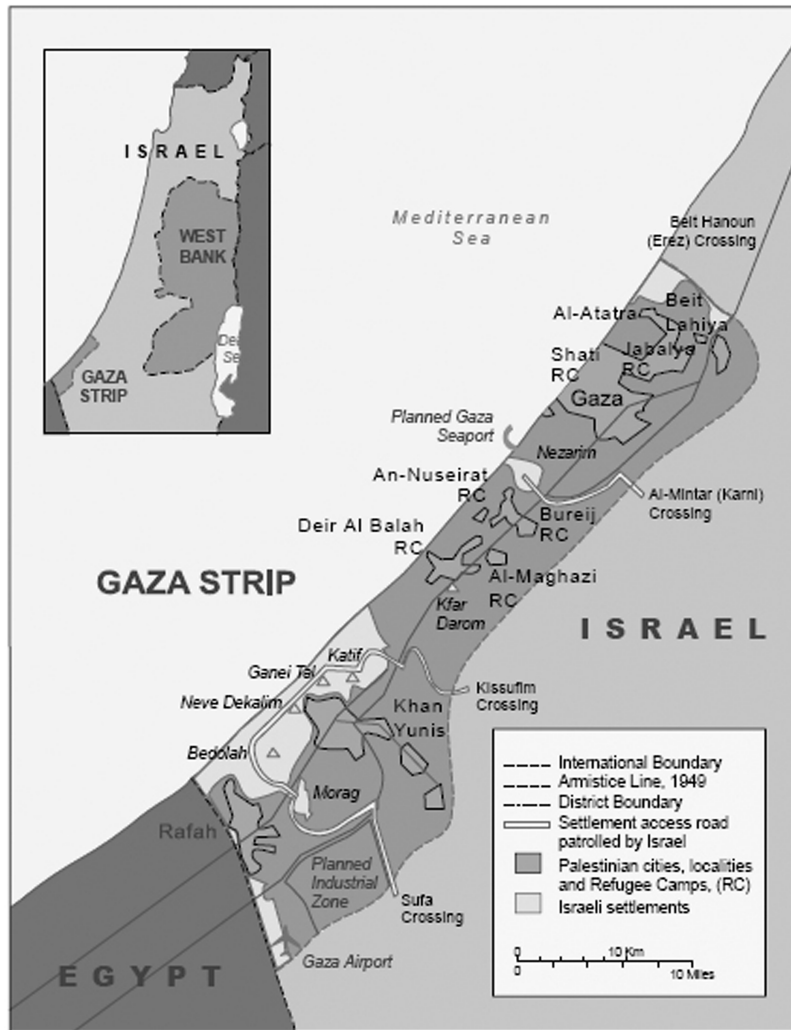 ISRAEL
WEST
BANK
GAZA
STRIP
Mediterranean
Sea
Beit Hanoun
(Erez) Crossing
Al-Atatra
Beit
Lahiya
Shati
RC
Jabalya
RC
Gaza
Planned Gaza
Seaport
Nezarim
An-Nuseirat
RC
Al-Mintar (Karni)
Crossing
Bureij
RC
Deir Al Balah
RC
Al-Maghazi
RC
GAZA STRIP
Kfar
Darom
ISRAEL
Katif
Ganei Tal
Kissufim
Crossing
Neve Dekalim
Khan
Yunis
Bedolah
Morag
Rafah
Planned
Industrial
Zone
Sufa
Crossing
Gaza Airport
EGYPT
International Boundary
Armistice Line, 1949
District Boundary
Settlement access road
patrolled by Israel
Palestinian cities, localities
and Refugee Camps, (RC)
Israeli settlements
0 10 Km
0 10 Miles